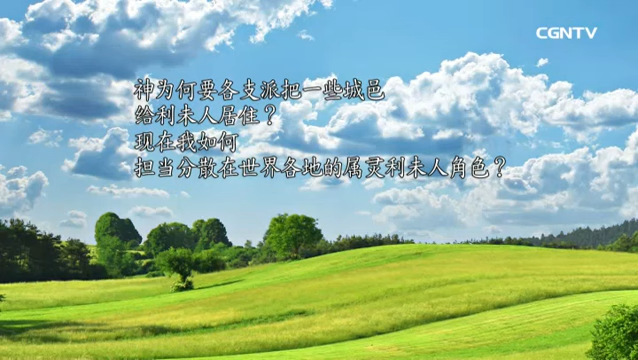 CGNTV
神为何要各支派把一些城邑
给利未人居住？
现在我如何
担当分散在世界各地的属灵利未人角色？